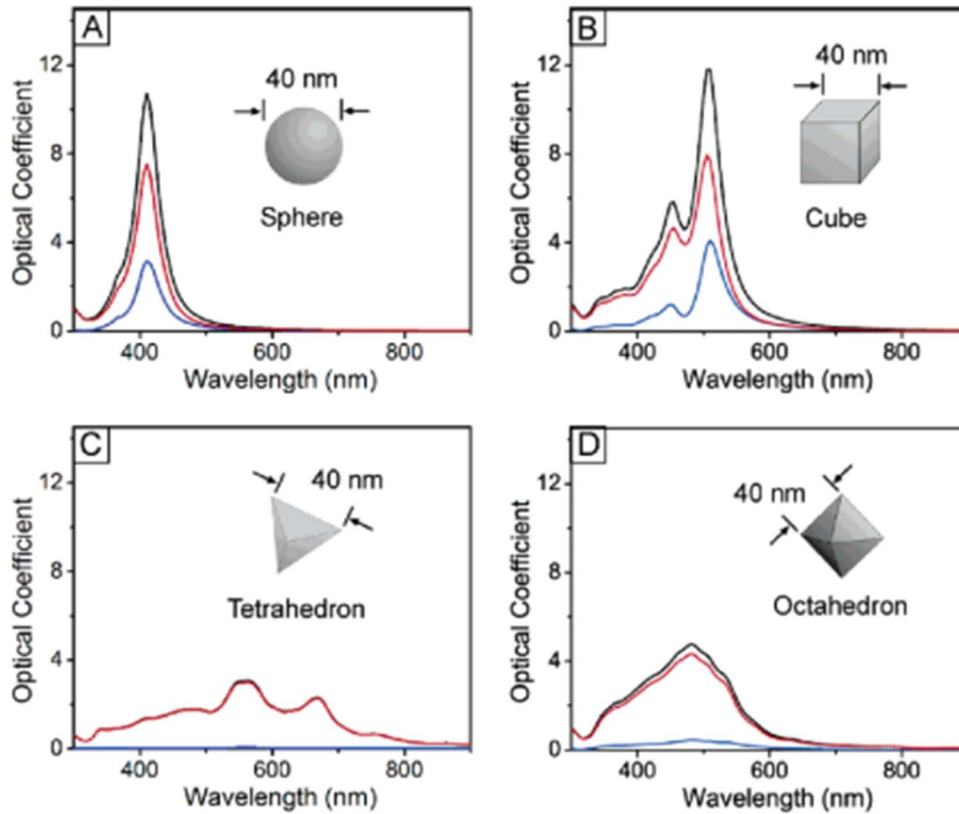 A
Optical Coefficient
12
8
4
0
40 nm
Sphere
400
600
800
Wavelength (nm)
B
Optical Coefficient
12
8
4
0
40 nm
Cube
400
600
800
Wavelength (nm)
C
Optical Coefficient
12
8
4
0
40 nm
Tetrahedron
400
600
800
Wavelength (nm)
D
Optical Coefficient
12
8
4
0
40 nm
Octahedron
400
600
800
Wavelength (nm)